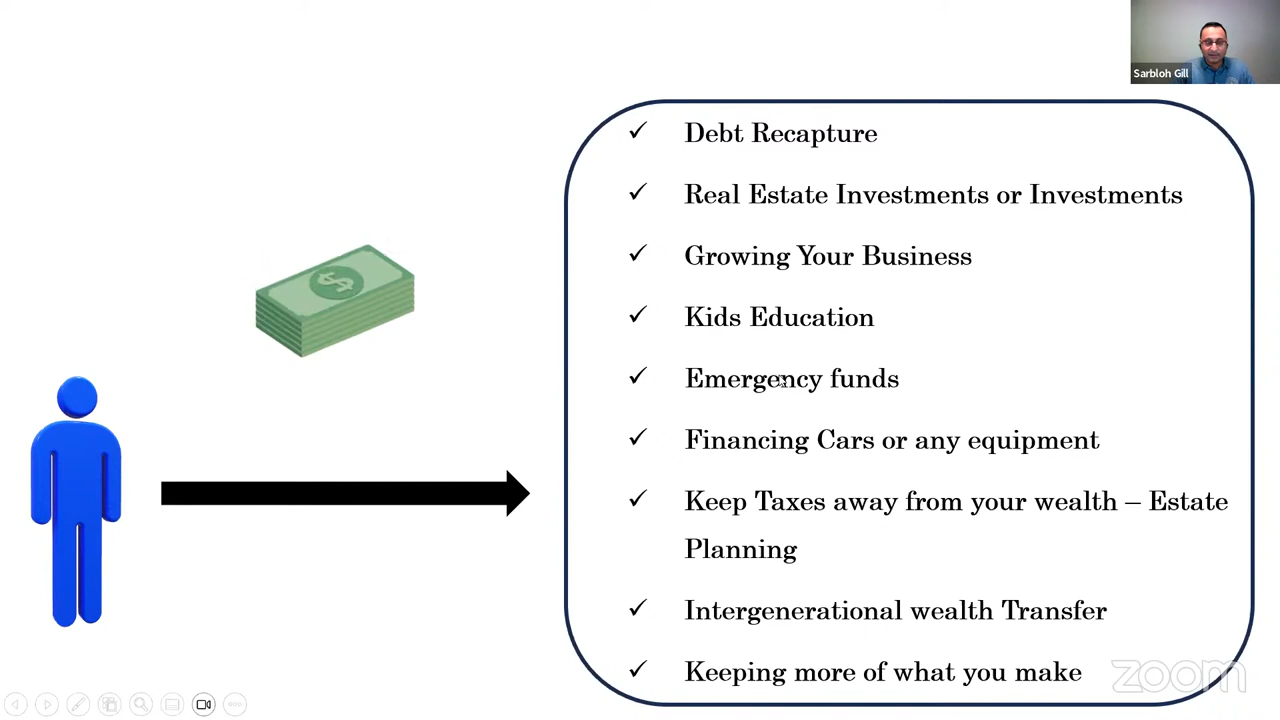 Sarbloh Gill
Debt Recapture
Real Estate Investments or Investments
Growing Your Business
Kids Education
Emergency funds
Financing Cars or any equipment
Keep Taxes away from your wealth – Estate
Planning
Intergenerational wealth Transfer
Keeping more of what you make
zoom